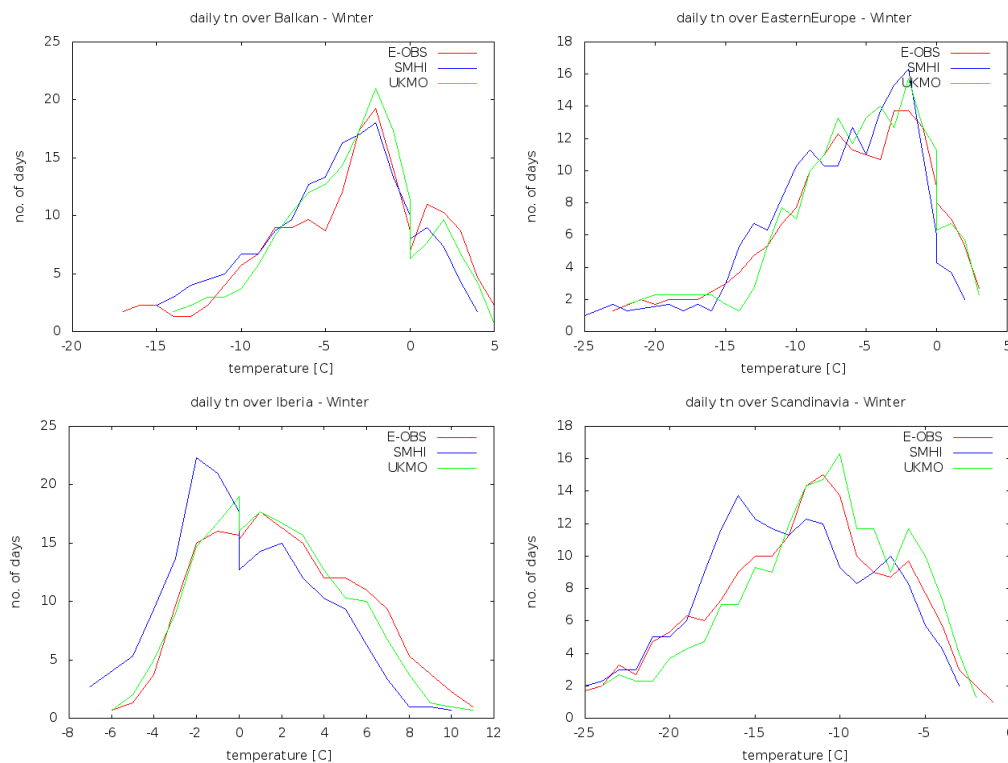 daily tn over Balkan - Winter
25
20
15
10
5
0
-20
-15
-10
-5
0
5
no. of days
temperature [C]
E-OBS
SMHI
UKMO
daily tn over EasternEurope - Winter
18
16
14
12
10
8
6
4
2
0
-25
-20
-15
-10
-5
0
5
no. of days
temperature [C]
E-OBS
SMHI
UKMO
daily tn over Iberia - Winter
25
20
15
10
5
0
-8
-6
-4
-2
0
2
4
6
8
10
12
no. of days
temperature [C]
E-OBS
SMHI
UKMO
daily tn over Scandinavia - Winter
18
16
14
12
10
8
6
4
2
0
-25
-20
-15
-10
-5
0
no. of days
temperature [C]
E-OBS
SMHI
UKMO